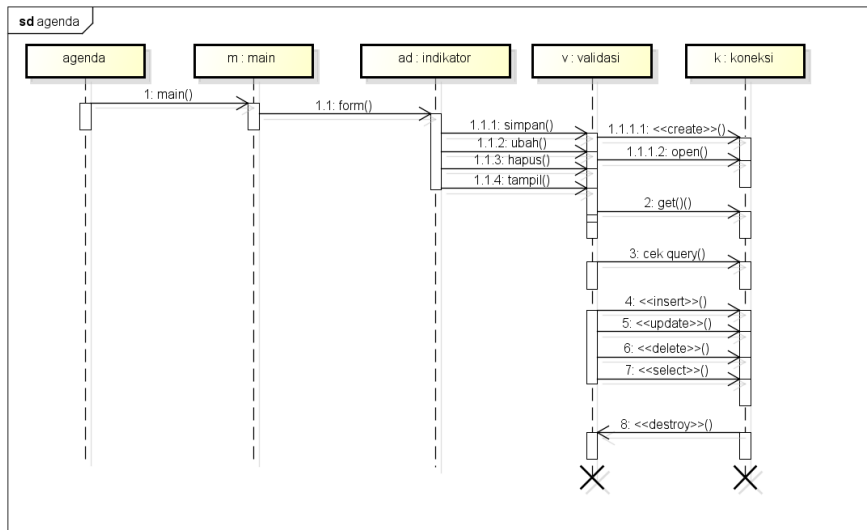 sd agenda
agenda
m : main
ad : indikator
v : validasi
k : koneksi
1: main()
1.1: form()
1.1.1: simpan()
1.1.1.1: <<create>>()
1.1.2: ubah()
1.1.1.2: open()
1.1.3: hapus()
1.1.4: tampil()
2: get()()
3: cek query()
4: <<insert>>()
5: <<update>>()
6: <<delete>>()
7: <<select>>()
8: <<destroy>>()